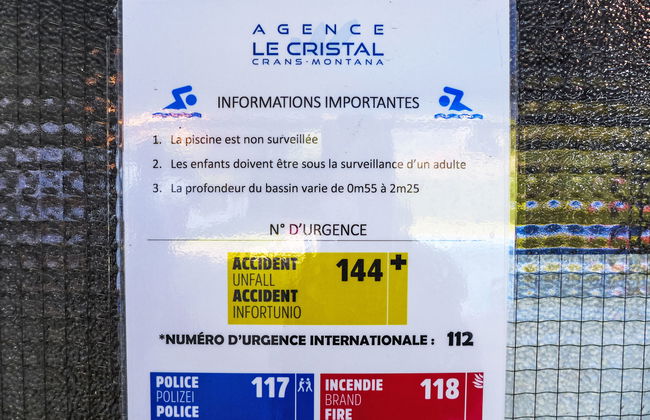 AGENCE
LE CRISTAL
CRANS-MONTANA
INFORMATIONS IMPORTANTES
1. La piscine est non surveillée
2. Les enfants doivent être sous la surveillance d'un adulte
3. La profondeur du bassin varie de 0m55 à 2m25
N° D'URGENCE
ACCIDENT 144+
UNFALL
ACCIDENT
INFORTUNIO
*NUMÉRO D'URGENCE INTERNATIONALE : 112
POLICE 117
POLIZEI
POLICE
INCENDIE 118
BRAND
FIRE